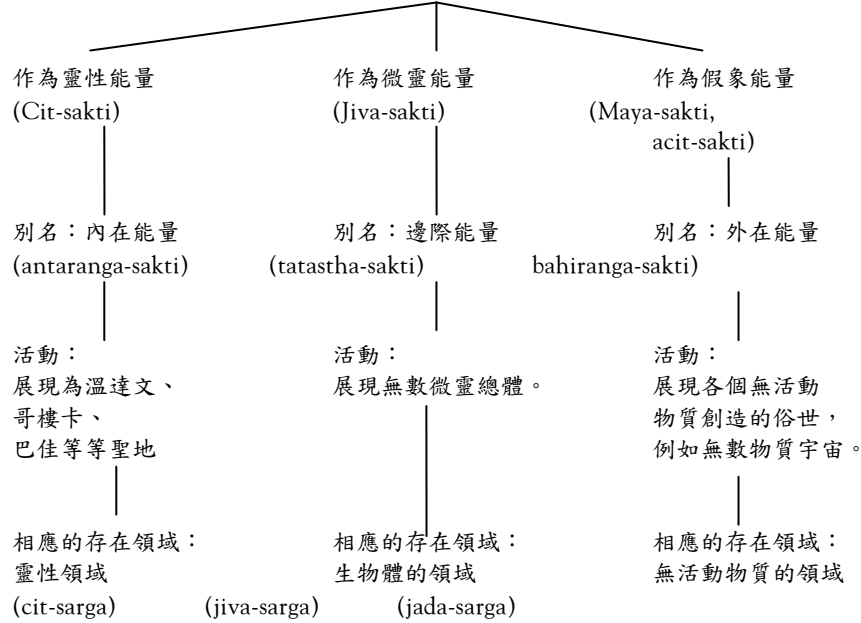 作為靈性能量 作為微靈能量 作為假象能量
(Cit-sakti) (Jiva-sakti) (Maya-sakti,
acit-sakti)
別名：內在能量 別名：邊際能量 別名：外在能量
(antaranga-sakti) (tatastha-sakti) bahiranga-sakti)
活動： 活動： 活動：
展現為溫達文、 展現無數微靈總體。 展現各個無活動
哥樓卡、 物質創造的俗世，
巴佳等等聖地 例如無數物質宇宙。
相應的存在領域： 相應的存在領域： 相應的存在領域：
靈性領域 生物體的領域 無活動物質的領域
(cit-sarga) (jiva-sarga) (jada-sarga)